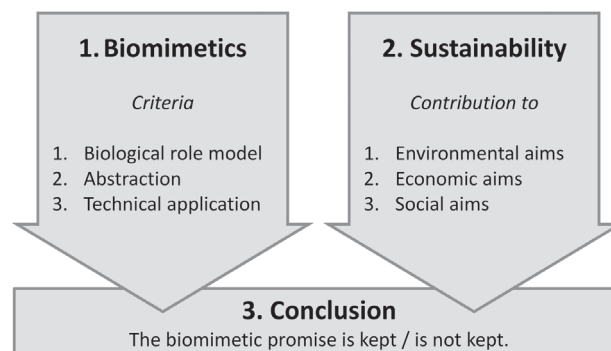 1. Biomimetics
Criteria
1. Biological role model
2. Abstraction
3. Technical application
2. Sustainability
Contribution to
1. Environmental aims
2. Economic aims
3. Social aims
3. Conclusion
The biomimetic promise is kept / is not kept.